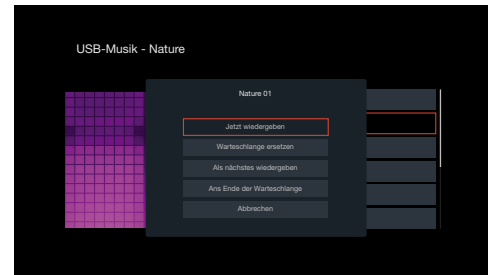 USB-Musik - Nature
Nature 01
Jetzt wiedergeben
Warteschlange ersetzen
Als nächstes wiedergeben
Ans Ende der Warteschlange
Abbrechen